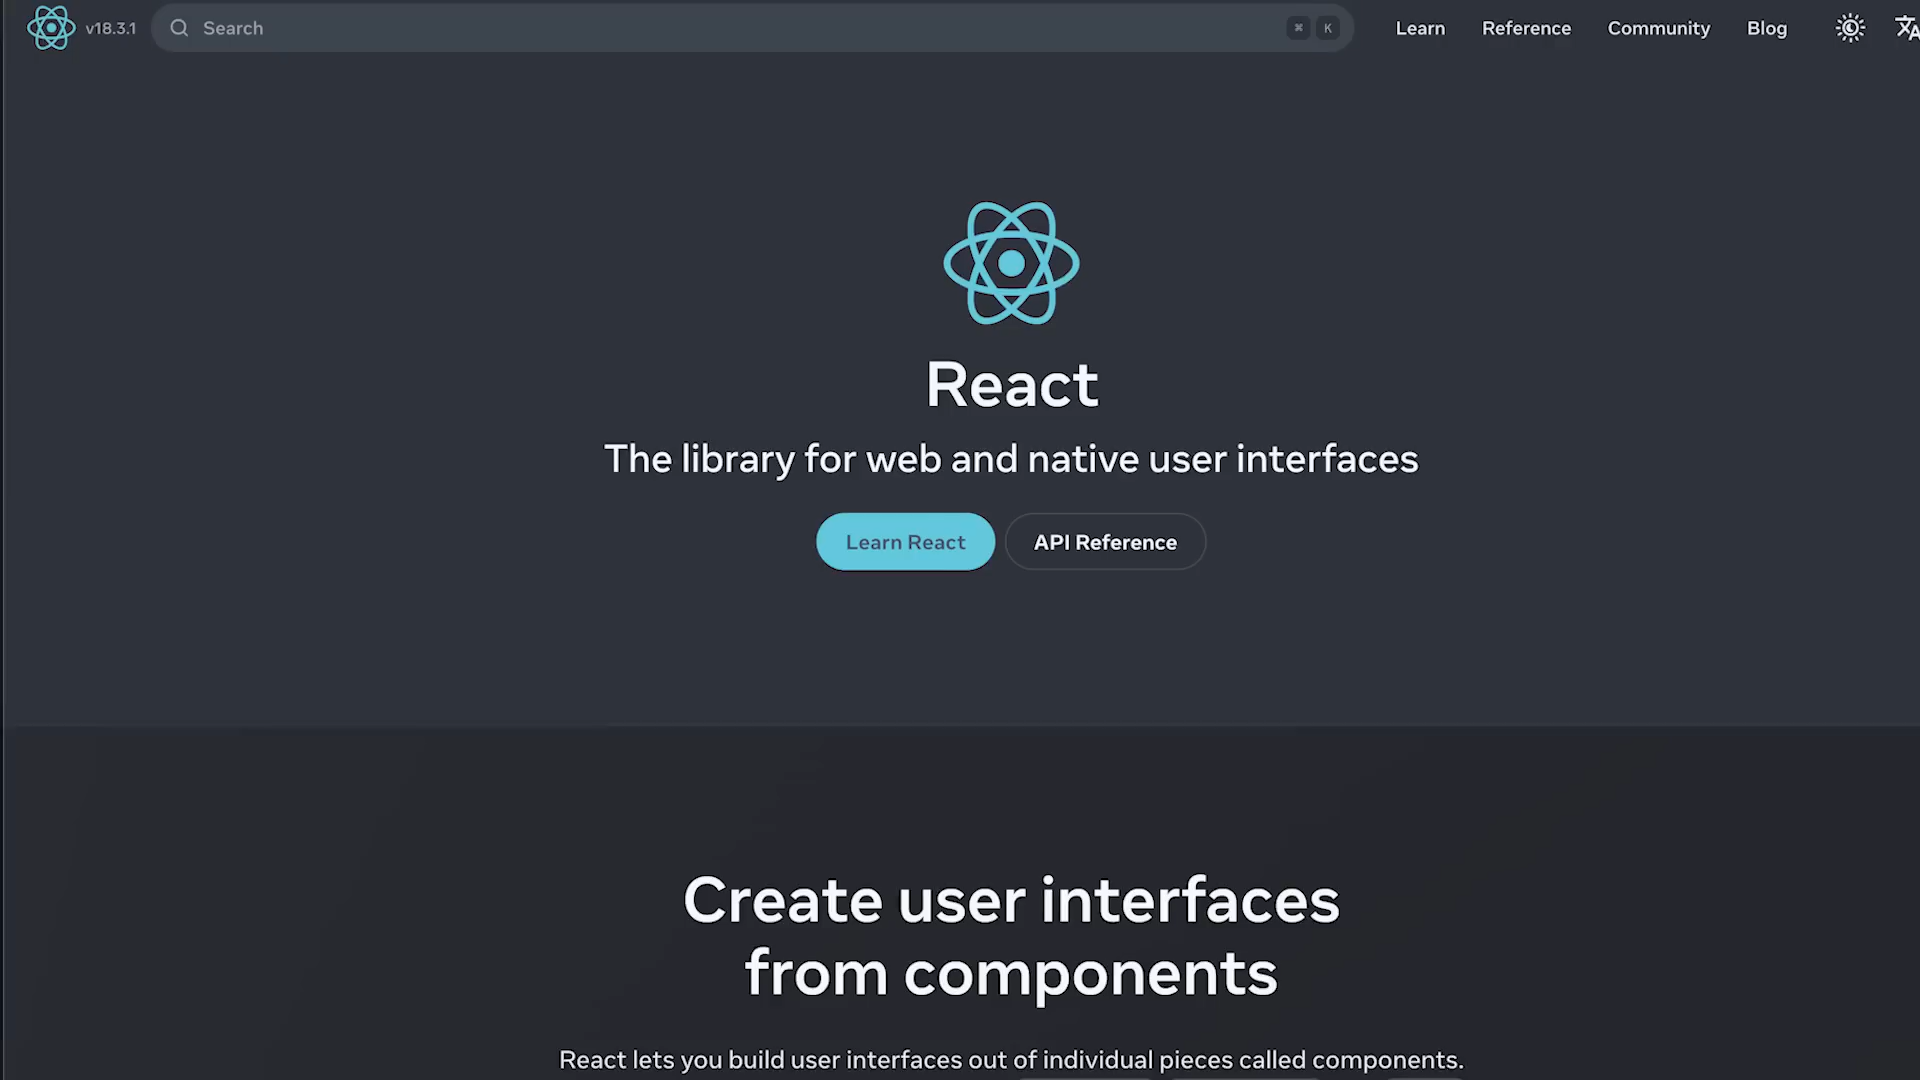 v18.3.1
Search
⌘ K
Learn
Reference
Community
Blog
React
The library for web and native user interfaces
Learn React
API Reference
Create user interfaces
from components
React lets you build user interfaces out of individual pieces called components.